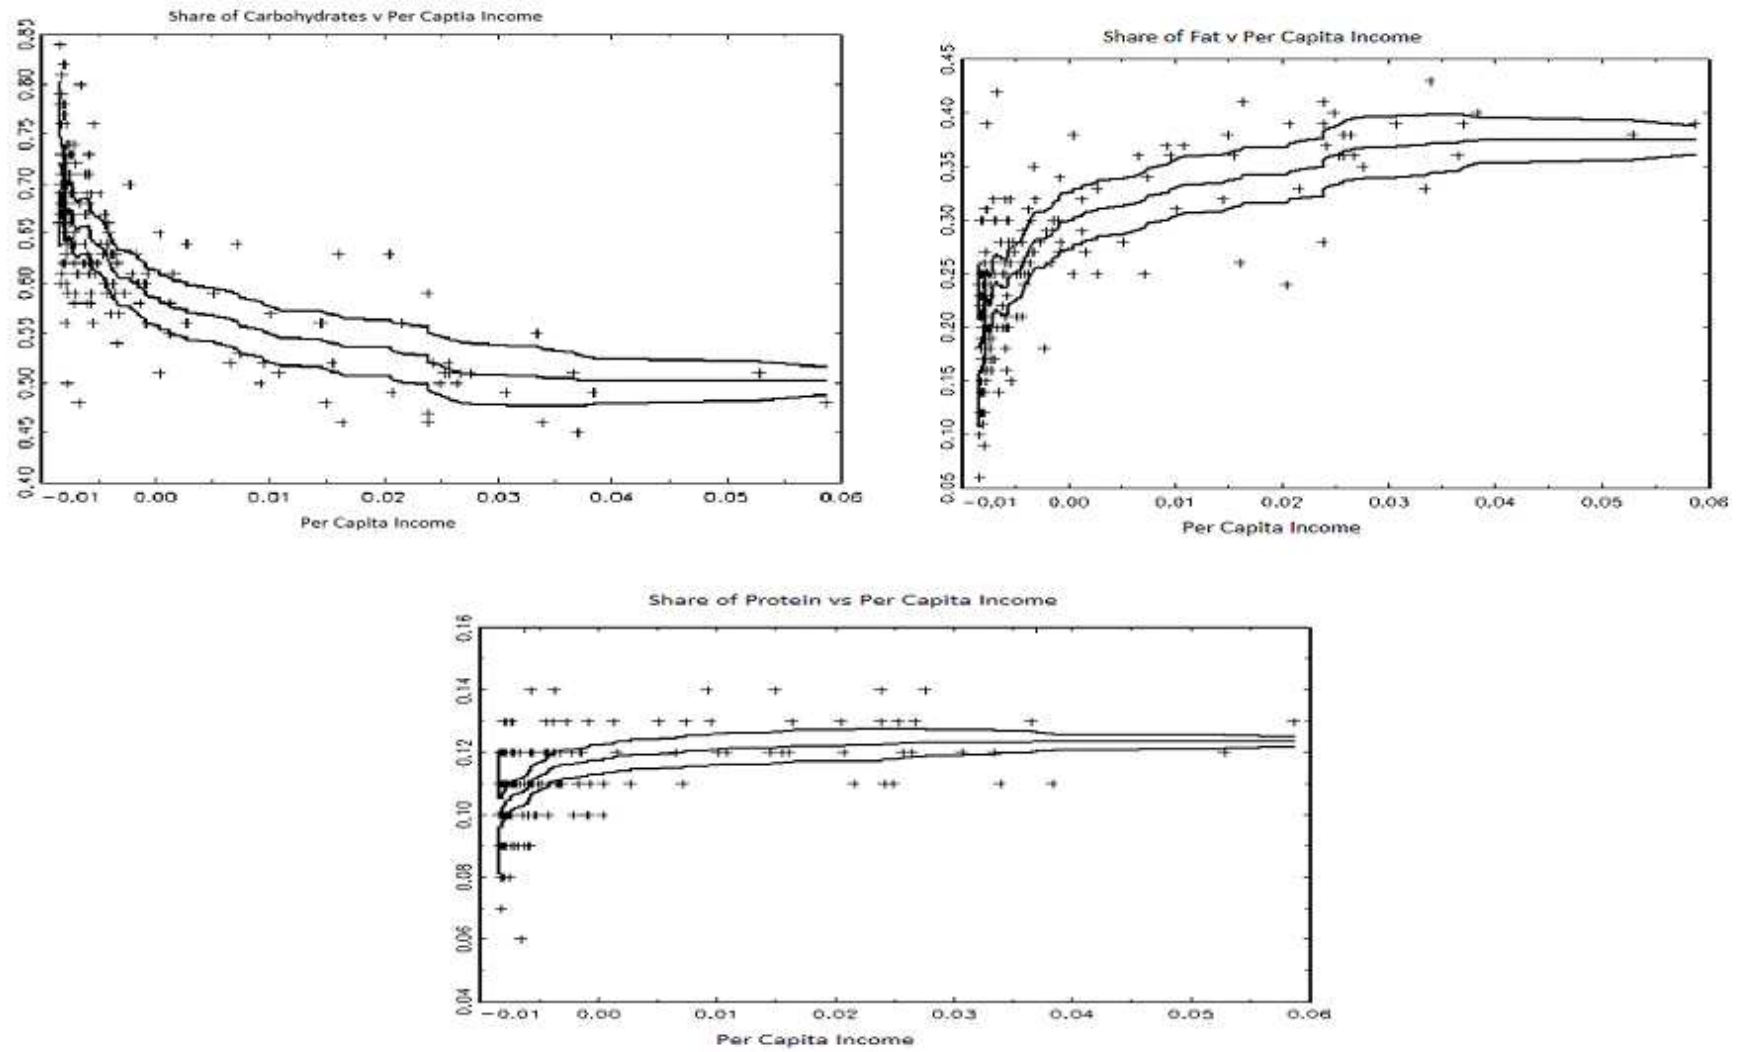 Share of Carbohydrates v Per Captia Income
0.85
0.80
0.75
0.70
0.65
0.60
0.55
0.50
0.45
0.40
-0.01 0.00 0.01 0.02 0.03 0.04 0.05 0.06
Per Capita Income
Share of Fat v Per Capita Income
0.45
0.40
0.35
0.30
0.25
0.20
0.15
0.10
0.05
-0.01 0.00 0.01 0.02 0.03 0.04 0.05 0.06
Per Capita Income
Share of Protein vs Per Capita Income
0.16
0.14
0.12
0.10
0.08
0.06
0.04
-0.01 0.00 0.01 0.02 0.03 0.04 0.05 0.06
Per Capita Income